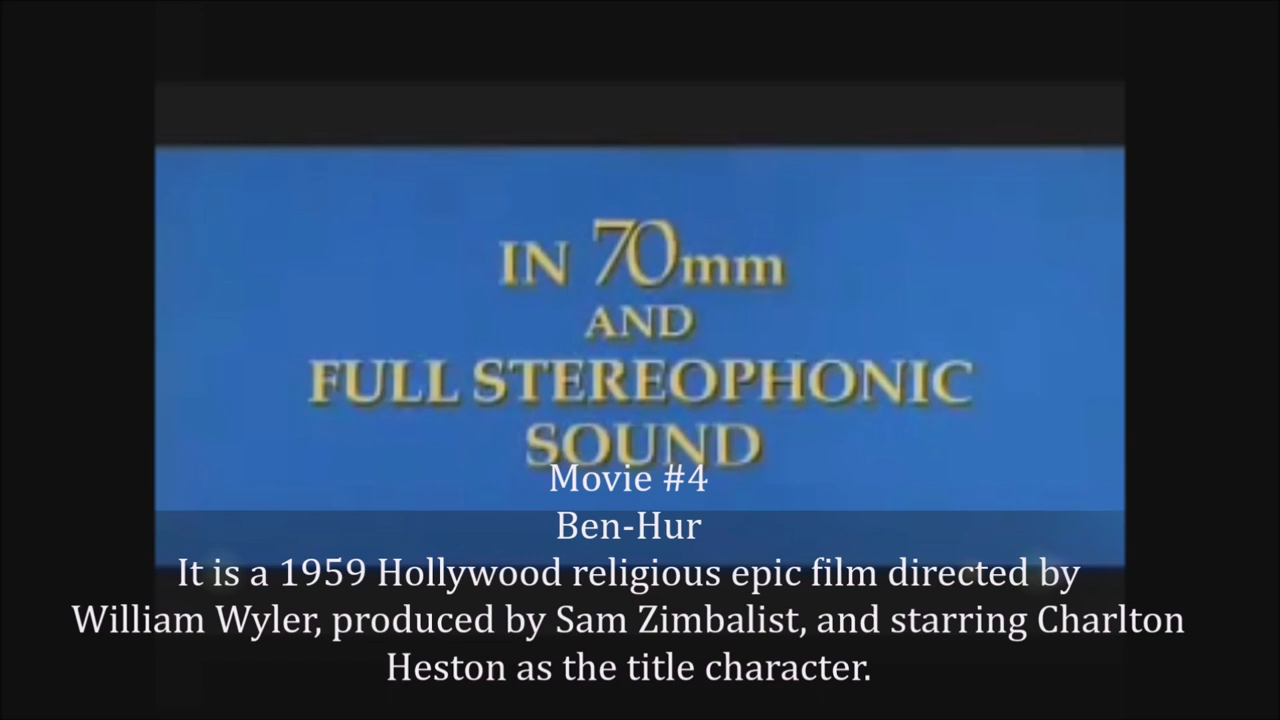 IN 70mm
AND
FULL STEREOPHONIC
SOUND
Movie #4
Ben-Hur
It is a 1959 Hollywood religious epic film directed by
William Wyler, produced by Sam Zimbalist, and starring Charlton
Heston as the title character.